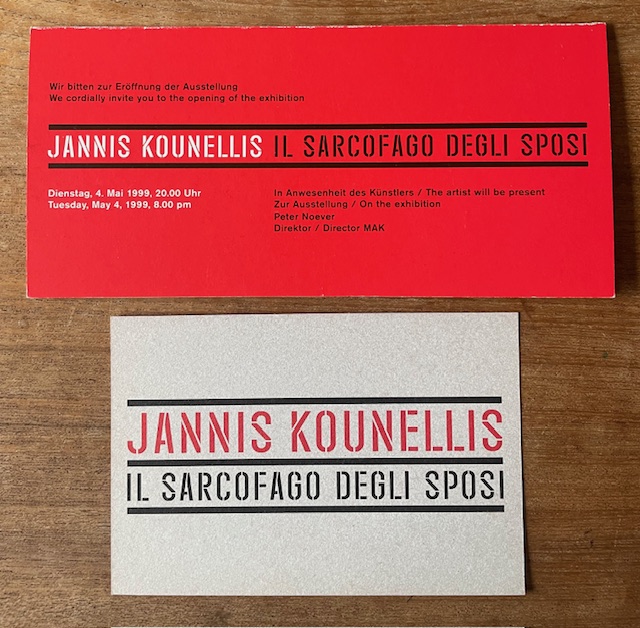 Wir bitten zur Eröffnung der Ausstellung
We cordially invite you to the opening of the exhibition
JANNIS KOUNELLIS IL SARCOFAGO DEGLI SPOSI
Dienstag, 4. Mai 1999, 20.00 Uhr
Tuesday, May 4, 1999, 8.00 pm
In Anwesenheit des Künstlers / The artist will be present
Zur Ausstellung / On the exhibition
Peter Noever
Direktor / Director MAK
JANNIS KOUNELLIS
IL SARCOFAGO DEGLI SPOSI